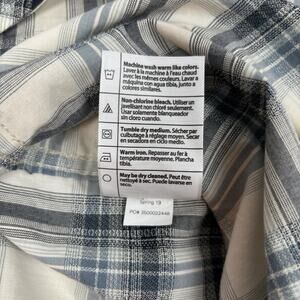 Machine wash warm like colors.
Laver à la machine à l'eau chaud
avec les même couleurs. Lavar a
máquina con agua tibia, junto a
colores similares.
Non-chlorine bleach. Utiliser un
javellisant non chloré seulement.
Usar solamente blanqueador
sin cloro cuando.
Tumble dry medium. Sécher par
culbutage à réglage moyen. Secar
en secadora en ciclo medio.
Warm iron. Repasser au fer à
température moyenne. Plancha
tibia.
May be dry cleaned. Peut être
nettoyé à sec. Puede lavarse en
seco.
Spring 19
PO# 3500022446